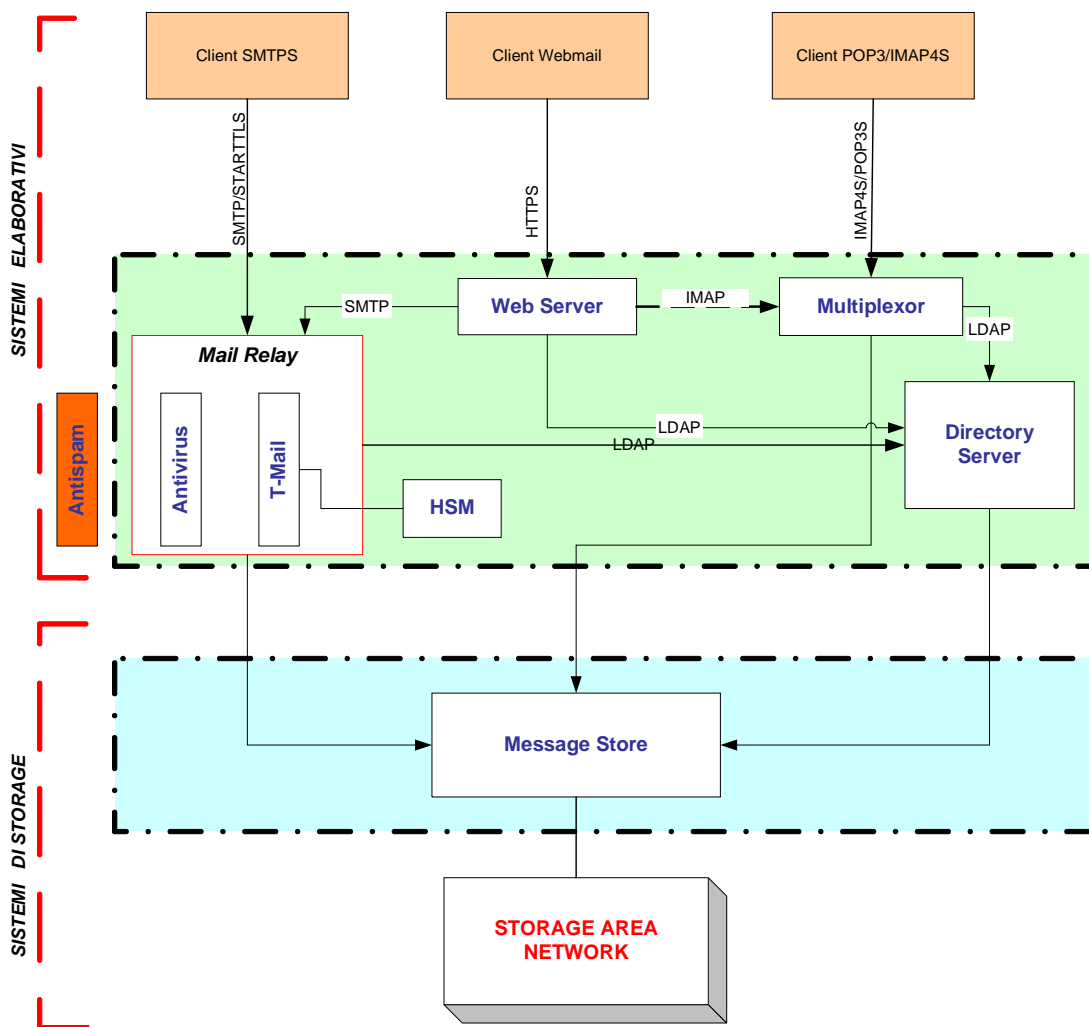 Client SMTPS
Client Webmail
Client POP3/IMAP4S
SISTEMI ELABORATIVI
SMTP/STARTTLS
HTTPS
IMAP4S/POP3S
Web Server
IMAP
Multiplexor
SMTP
LDAP
Mail Relay
Antispam
Antivirus
T-Mail
HSM
LDAP
LDAP
Directory
Server
SISTEMI DI STORAGE
Message Store
STORAGE AREA
NETWORK